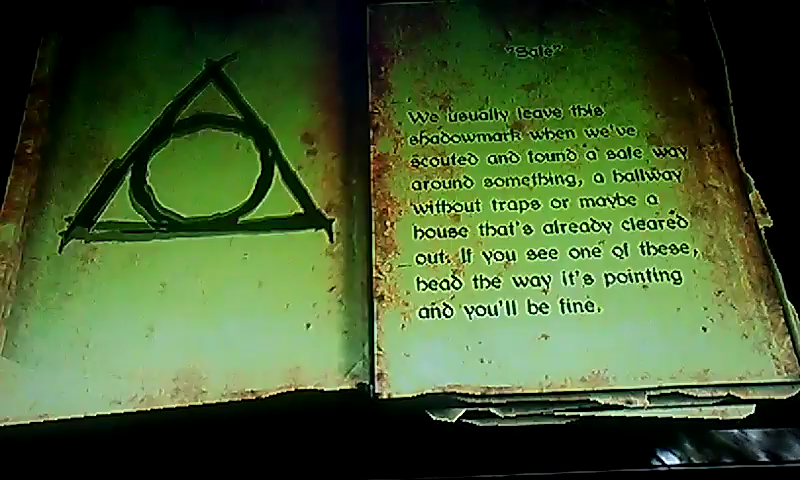 "Safe"
We usually leave this
shadowmark when we've
scouted and found a safe way
around something, a hallway
without traps or maybe a
house that's already cleared
out. If you see one of these,
head the way it's pointing
and you'll be fine.